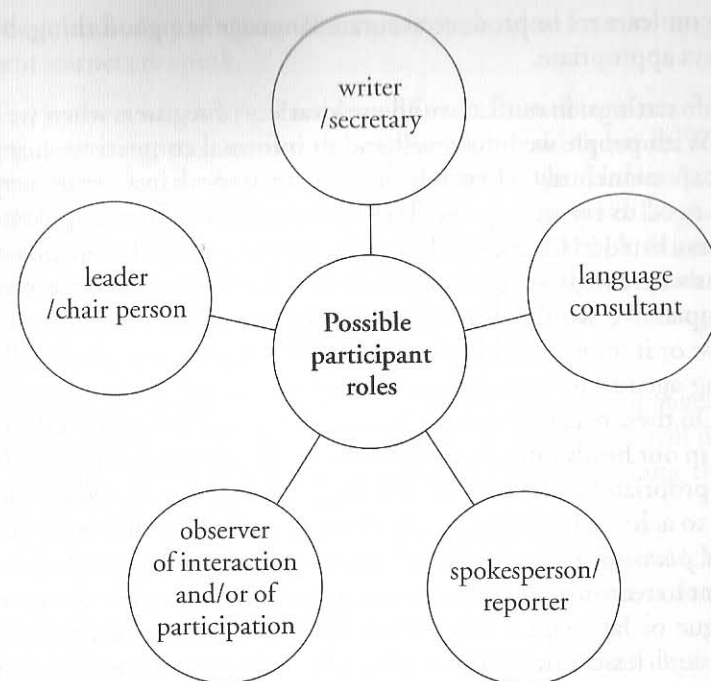 writer
/secretary
leader
/chair person
language
consultant
Possible
participant
roles
observer
of interaction
and/or of
participation
spokesperson/
reporter